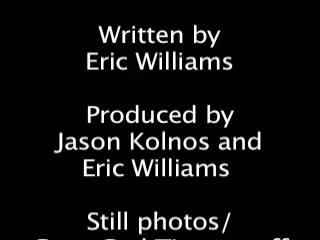 Written by
Eric Williams
Produced by
Jason Kolnos and
Eric Williams
Still photos/